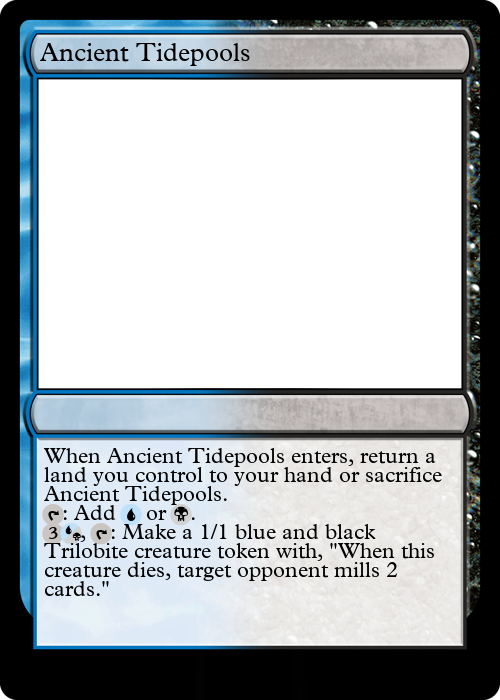 Ancient Tidepools
When Ancient Tidepools enters, return a
land you control to your hand or sacrifice
Ancient Tidepools.
: Add or .
3 , : Make a 1/1 blue and black
Trilobite creature token with, "When this
creature dies, target opponent mills 2
cards."